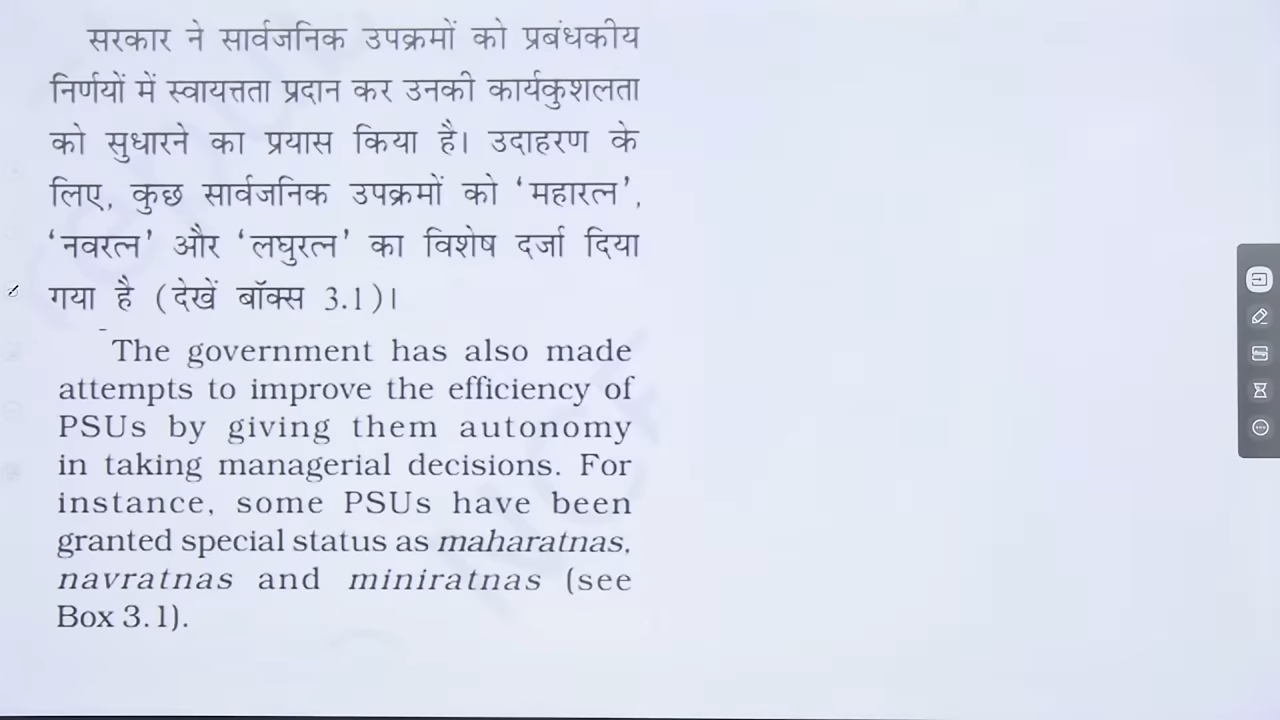 सरकार ने सार्वजनिक उपक्रमों को प्रबंधकीय
निर्णयों में स्वायत्तता प्रदान कर उनकी कार्यकुशलता
को सुधारने का प्रयास किया है। उदाहरण के
लिए, कुछ सार्वजनिक उपक्रमों को ‘महारत्न’,
‘नवरत्न’ और ‘लघुरत्न’ का विशेष दर्जा दिया
गया है (देखें बॉक्स 3.1)।
The government has also made
attempts to improve the efficiency of
PSUs by giving them autonomy
in taking managerial decisions. For
instance, some PSUs have been
granted special status as maharatnas,
navratnas and miniratnas (see
Box 3.1).